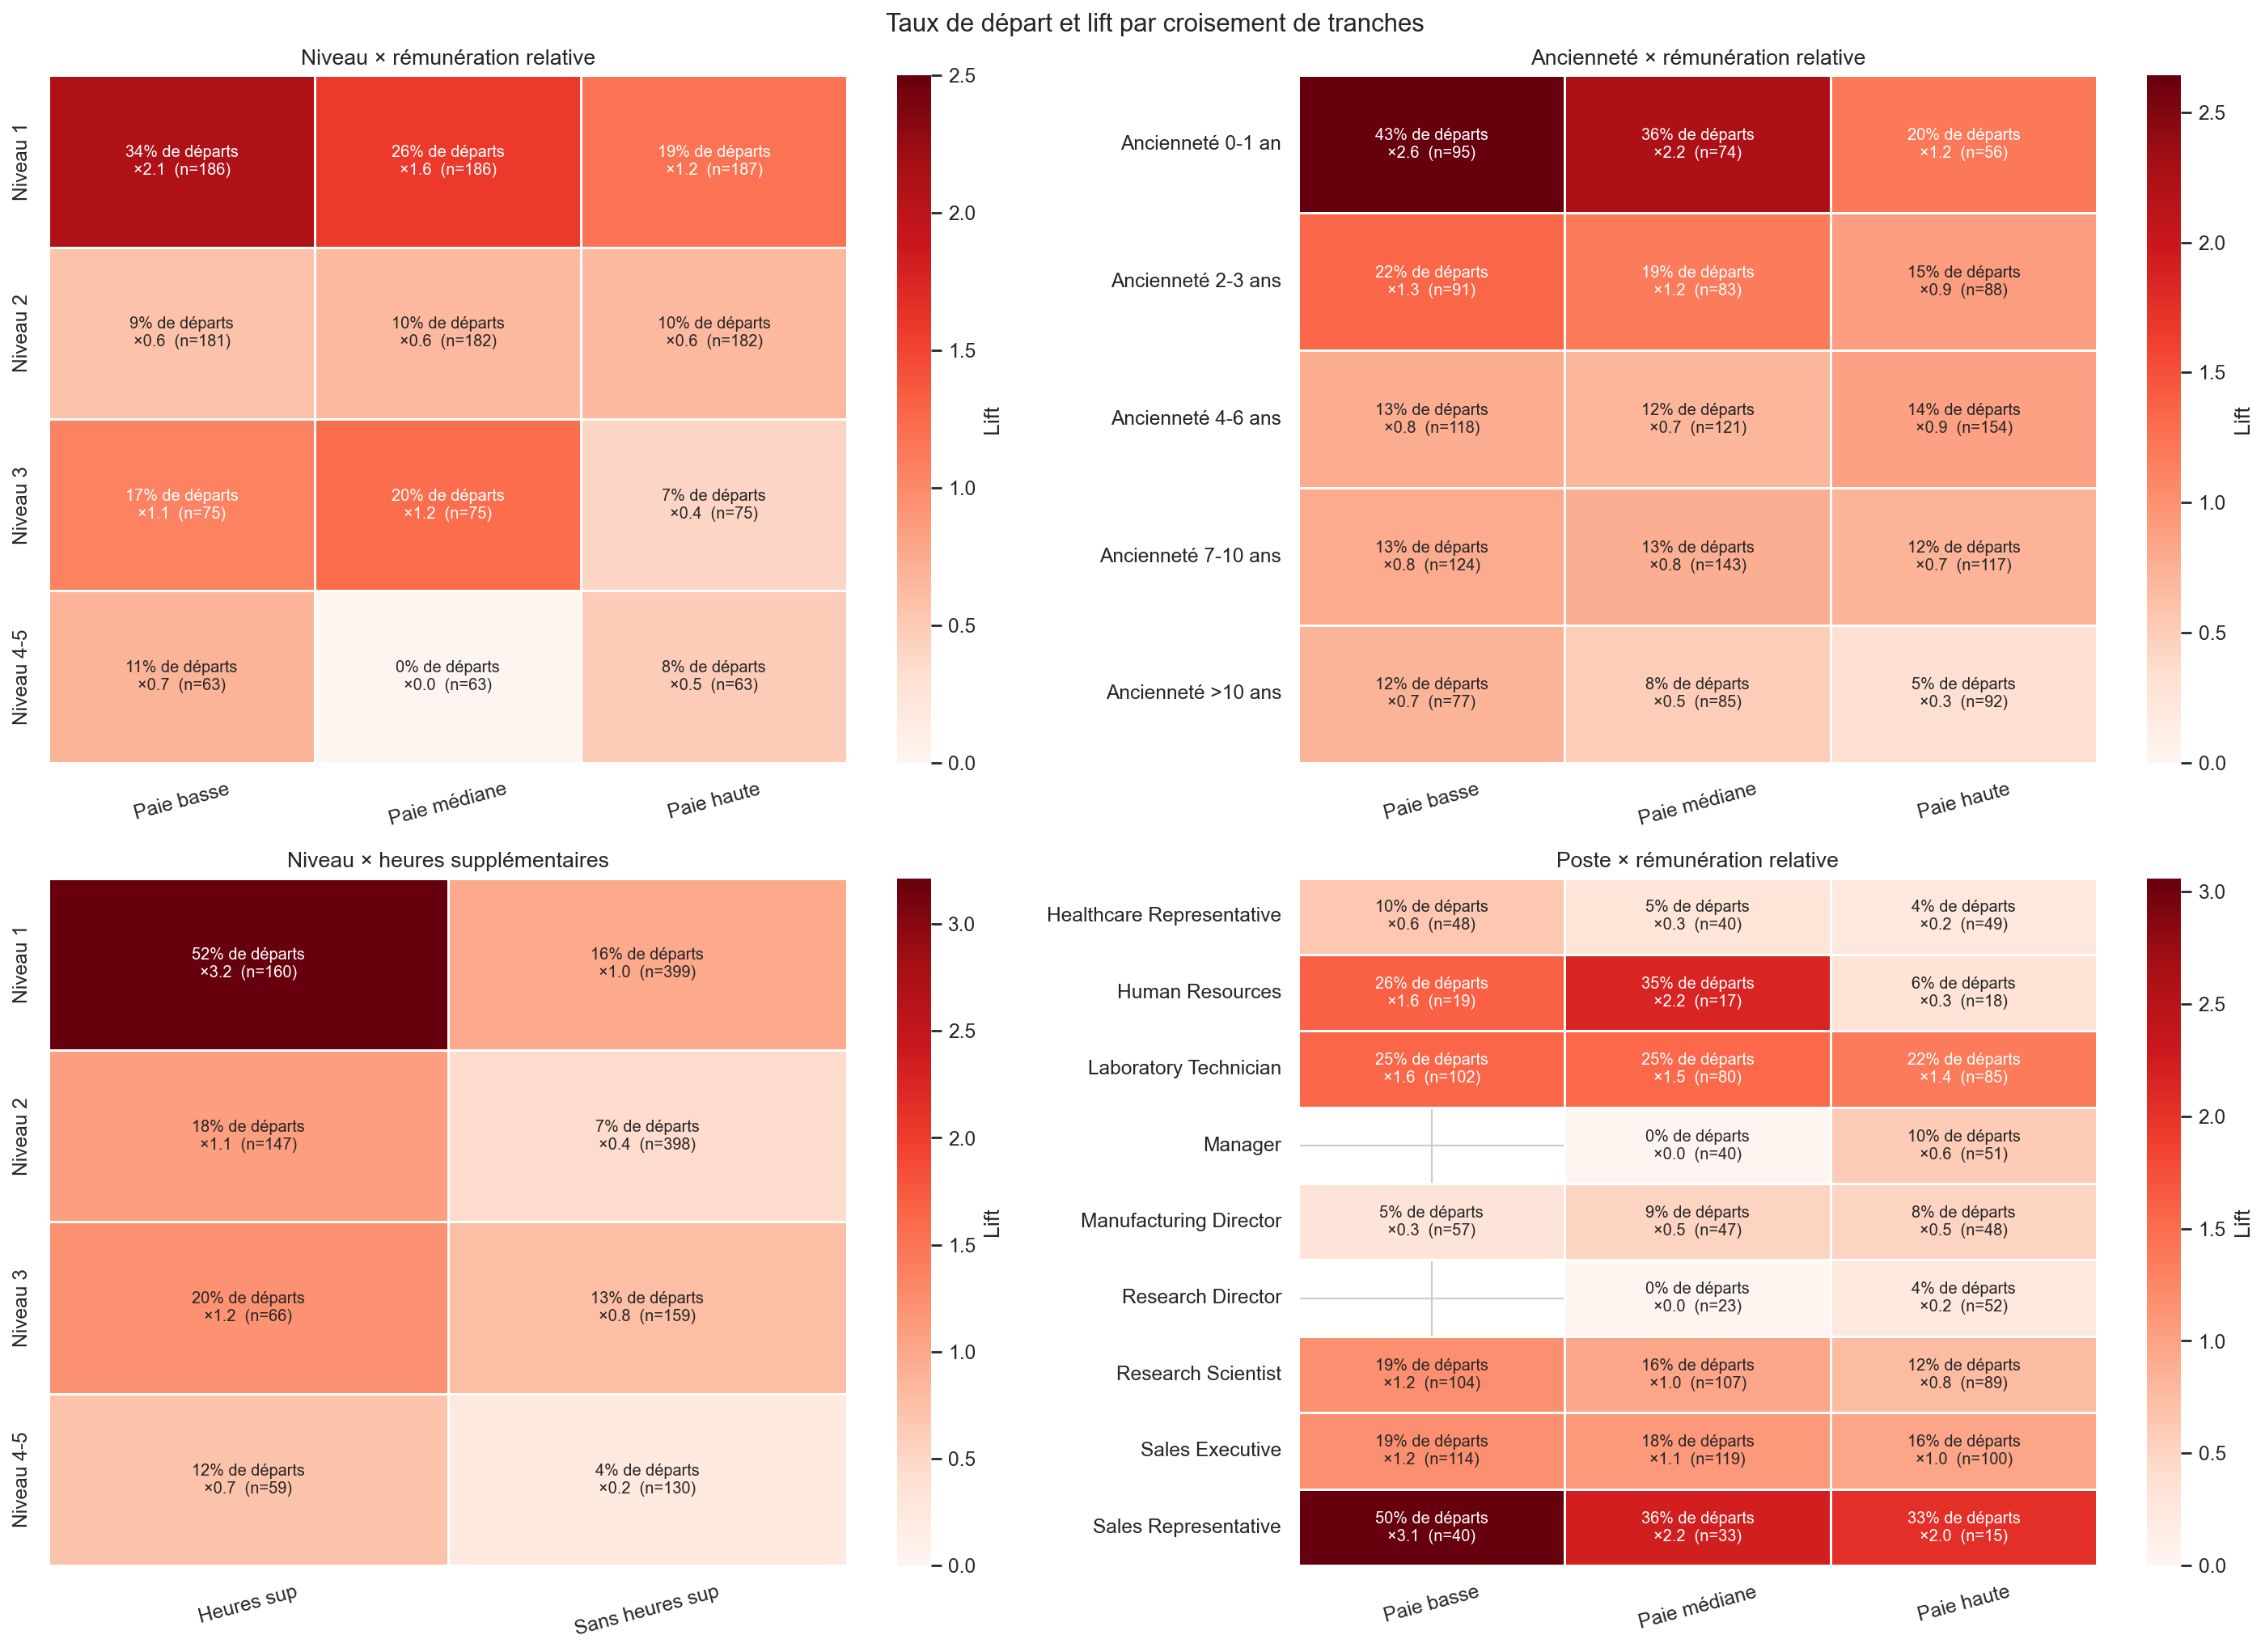 Taux de départ et lift par croisement de tranches
Niveau × rémunération relative
Niveau 1
34% de départs
×2.1 (n=186)
26% de départs
×1.6 (n=186)
19% de départs
×1.2 (n=187)
Niveau 2
9% de départs
×0.6 (n=181)
10% de départs
×0.6 (n=182)
10% de départs
×0.6 (n=182)
Niveau 3
17% de départs
×1.1 (n=75)
20% de départs
×1.2 (n=75)
7% de départs
×0.4 (n=75)
Niveau 4-5
11% de départs
×0.7 (n=63)
0% de départs
×0.0 (n=63)
8% de départs
×0.5 (n=63)
Paie basse
Paie médiane
Paie haute
2.5
2.0
1.5
1.0
0.5
0.0
Lift
Ancienneté × rémunération relative
Ancienneté 0-1 an
43% de départs
×2.6 (n=95)
36% de départs
×2.2 (n=74)
20% de départs
×1.2 (n=56)
Ancienneté 2-3 ans
22% de départs
×1.3 (n=91)
19% de départs
×1.2 (n=83)
15% de départs
×0.9 (n=88)
Ancienneté 4-6 ans
13% de départs
×0.8 (n=118)
12% de départs
×0.7 (n=121)
14% de départs
×0.9 (n=154)
Ancienneté 7-10 ans
13% de départs
×0.8 (n=124)
13% de départs
×0.8 (n=143)
12% de départs
×0.7 (n=117)
Ancienneté >10 ans
12% de départs
×0.7 (n=77)
8% de départs
×0.5 (n=85)
5% de départs
×0.3 (n=92)
Paie basse
Paie médiane
Paie haute
2.5
2.0
1.5
1.0
0.5
0.0
Lift
Niveau × heures supplémentaires
Niveau 1
52% de départs
×3.2 (n=160)
16% de départs
×1.0 (n=399)
Niveau 2
18% de départs
×1.1 (n=147)
7% de départs
×0.4 (n=398)
Niveau 3
20% de départs
×1.2 (n=66)
13% de départs
×0.8 (n=159)
Niveau 4-5
12% de départs
×0.7 (n=59)
4% de départs
×0.2 (n=130)
Heures sup
Sans heures sup
3.0
2.5
2.0
1.5
1.0
0.5
0.0
Lift
Poste × rémunération relative
Healthcare Representative
10% de départs
×0.6 (n=48)
5% de départs
×0.3 (n=40)
4% de départs
×0.2 (n=49)
Human Resources
26% de départs
×1.6 (n=19)
35% de départs
×2.2 (n=17)
6% de départs
×0.3 (n=18)
Laboratory Technician
25% de départs
×1.6 (n=102)
25% de départs
×1.5 (n=80)
22% de départs
×1.4 (n=85)
Manager
0% de départs
×0.0 (n=40)
10% de départs
×0.6 (n=51)
Manufacturing Director
5% de départs
×0.3 (n=57)
9% de départs
×0.5 (n=47)
8% de départs
×0.5 (n=48)
Research Director
0% de départs
×0.0 (n=23)
4% de départs
×0.2 (n=52)
Research Scientist
19% de départs
×1.2 (n=104)
16% de départs
×1.0 (n=107)
12% de départs
×0.8 (n=89)
Sales Executive
19% de départs
×1.2 (n=114)
18% de départs
×1.1 (n=119)
16% de départs
×1.0 (n=100)
Sales Representative
50% de départs
×3.1 (n=40)
36% de départs
×2.2 (n=33)
33% de départs
×2.0 (n=15)
Paie basse
Paie médiane
Paie haute
3.0
2.5
2.0
1.5
1.0
0.5
0.0
Lift